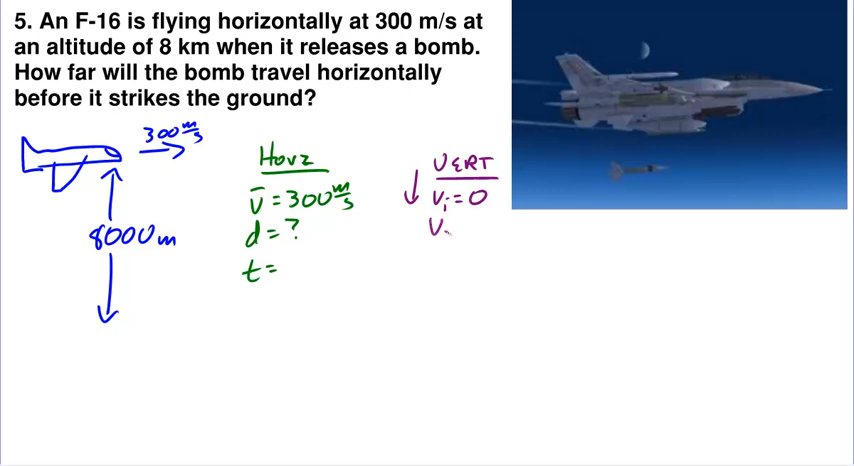 5. An F-16 is flying horizontally at 300 m/s at
an altitude of 8 km when it releases a bomb.
How far will the bomb travel horizontally
before it strikes the ground?
300 m/s
8000m
Horz
v̄ = 300 m/s
d = ?
t =
VERT
Vi = 0
V